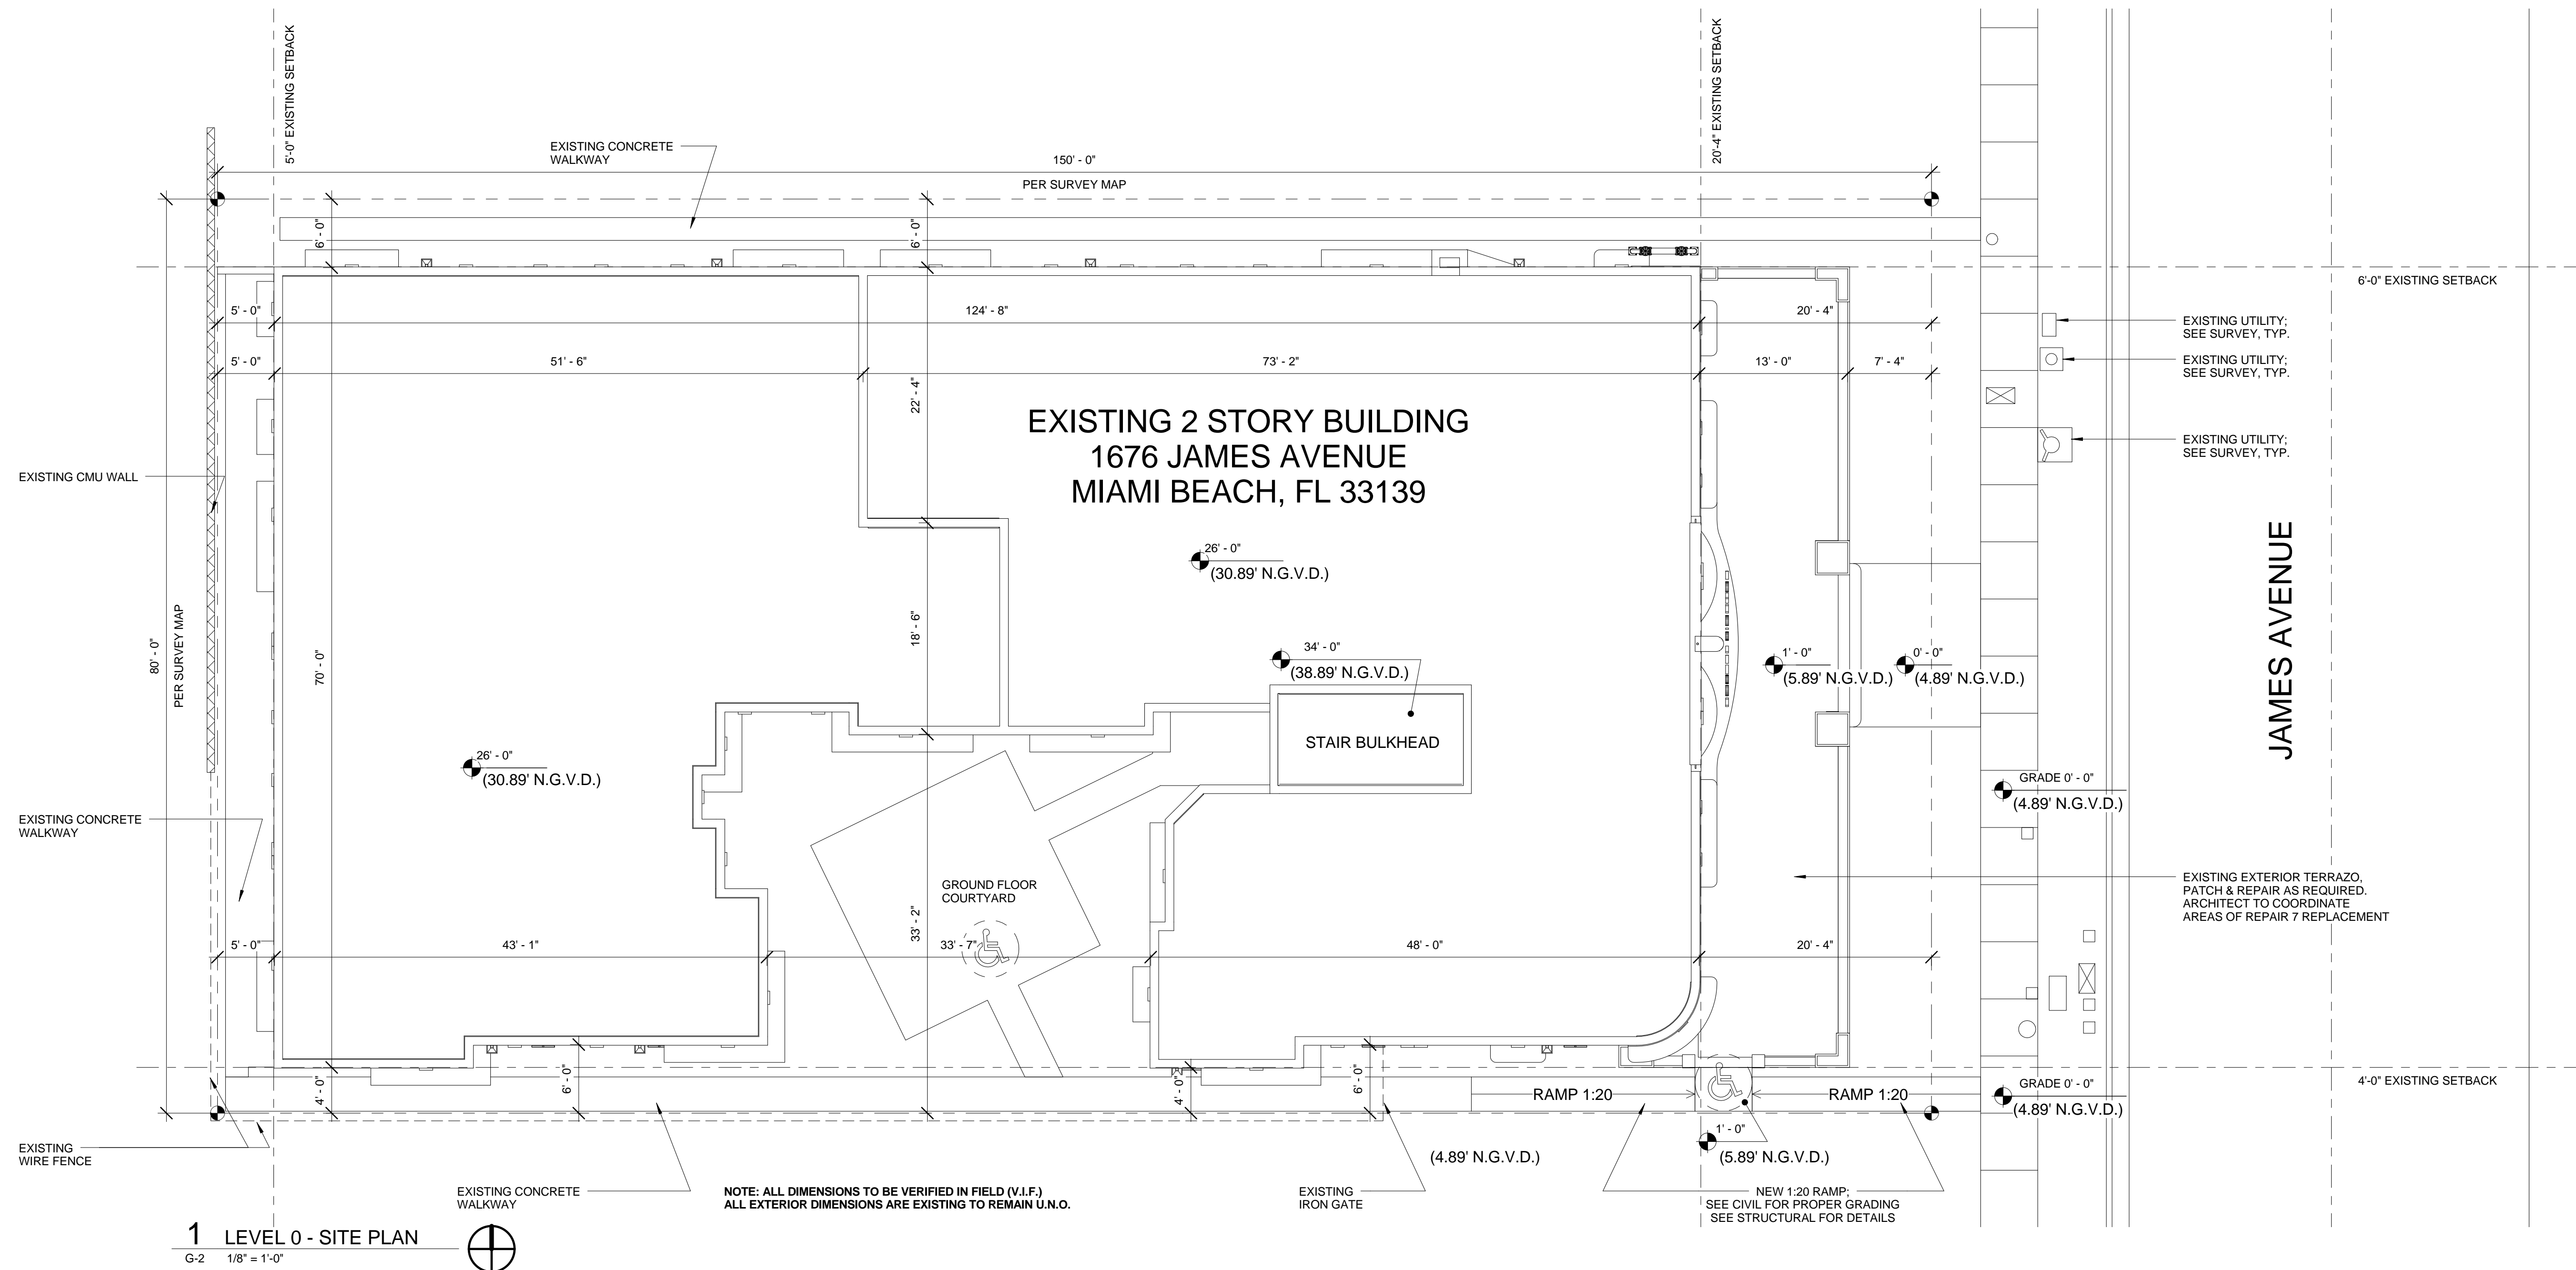 5'-0" EXISTING SETBACK
20'-4" EXISTING SETBACK
EXISTING CONCRETE
WALKWAY
150' - 0"
PER SURVEY MAP
6' - 0"
6' - 0"
6'-0" EXISTING SETBACK
5' - 0"
124' - 8"
20' - 4"
EXISTING UTILITY;
SEE SURVEY, TYP.
5' - 0"
51' - 6"
73' - 2"
13' - 0"
7' - 4"
EXISTING UTILITY;
SEE SURVEY, TYP.
22' - 4"
EXISTING 2 STORY BUILDING
1676 JAMES AVENUE
MIAMI BEACH, FL 33139
EXISTING UTILITY;
SEE SURVEY, TYP.
EXISTING CMU WALL
26' - 0"
(30.89' N.G.V.D.)
JAMES AVENUE
80' - 0"
PER SURVEY MAP
70' - 0"
18' - 6"
34' - 0"
(38.89' N.G.V.D.)
1' - 0"
(5.89' N.G.V.D.)
0' - 0"
(4.89' N.G.V.D.)
STAIR BULKHEAD
26' - 0"
(30.89' N.G.V.D.)
GRADE 0' - 0"
(4.89' N.G.V.D.)
EXISTING CONCRETE
WALKWAY
GROUND FLOOR
COURTYARD
EXISTING EXTERIOR TERRAZO,
PATCH & REPAIR AS REQUIRED.
ARCHITECT TO COORDINATE
AREAS OF REPAIR 7 REPLACEMENT
33' - 2"
5' - 0"
43' - 1"
33' - 7"
48' - 0"
20' - 4"
4' - 0"
6' - 0"
4' - 0"
6' - 0"
4'-0" EXISTING SETBACK
RAMP 1:20
RAMP 1:20
GRADE 0' - 0"
(4.89' N.G.V.D.)
1' - 0"
(5.89' N.G.V.D.)
(4.89' N.G.V.D.)
EXISTING
WIRE FENCE
EXISTING CONCRETE
WALKWAY
NOTE: ALL DIMENSIONS TO BE VERIFIED IN FIELD (V.I.F.)
ALL EXTERIOR DIMENSIONS ARE EXISTING TO REMAIN U.N.O.
EXISTING
IRON GATE
NEW 1:20 RAMP;
SEE CIVIL FOR PROPER GRADING
SEE STRUCTURAL FOR DETAILS
1 LEVEL 0 - SITE PLAN
G-2 1/8" = 1'-0"